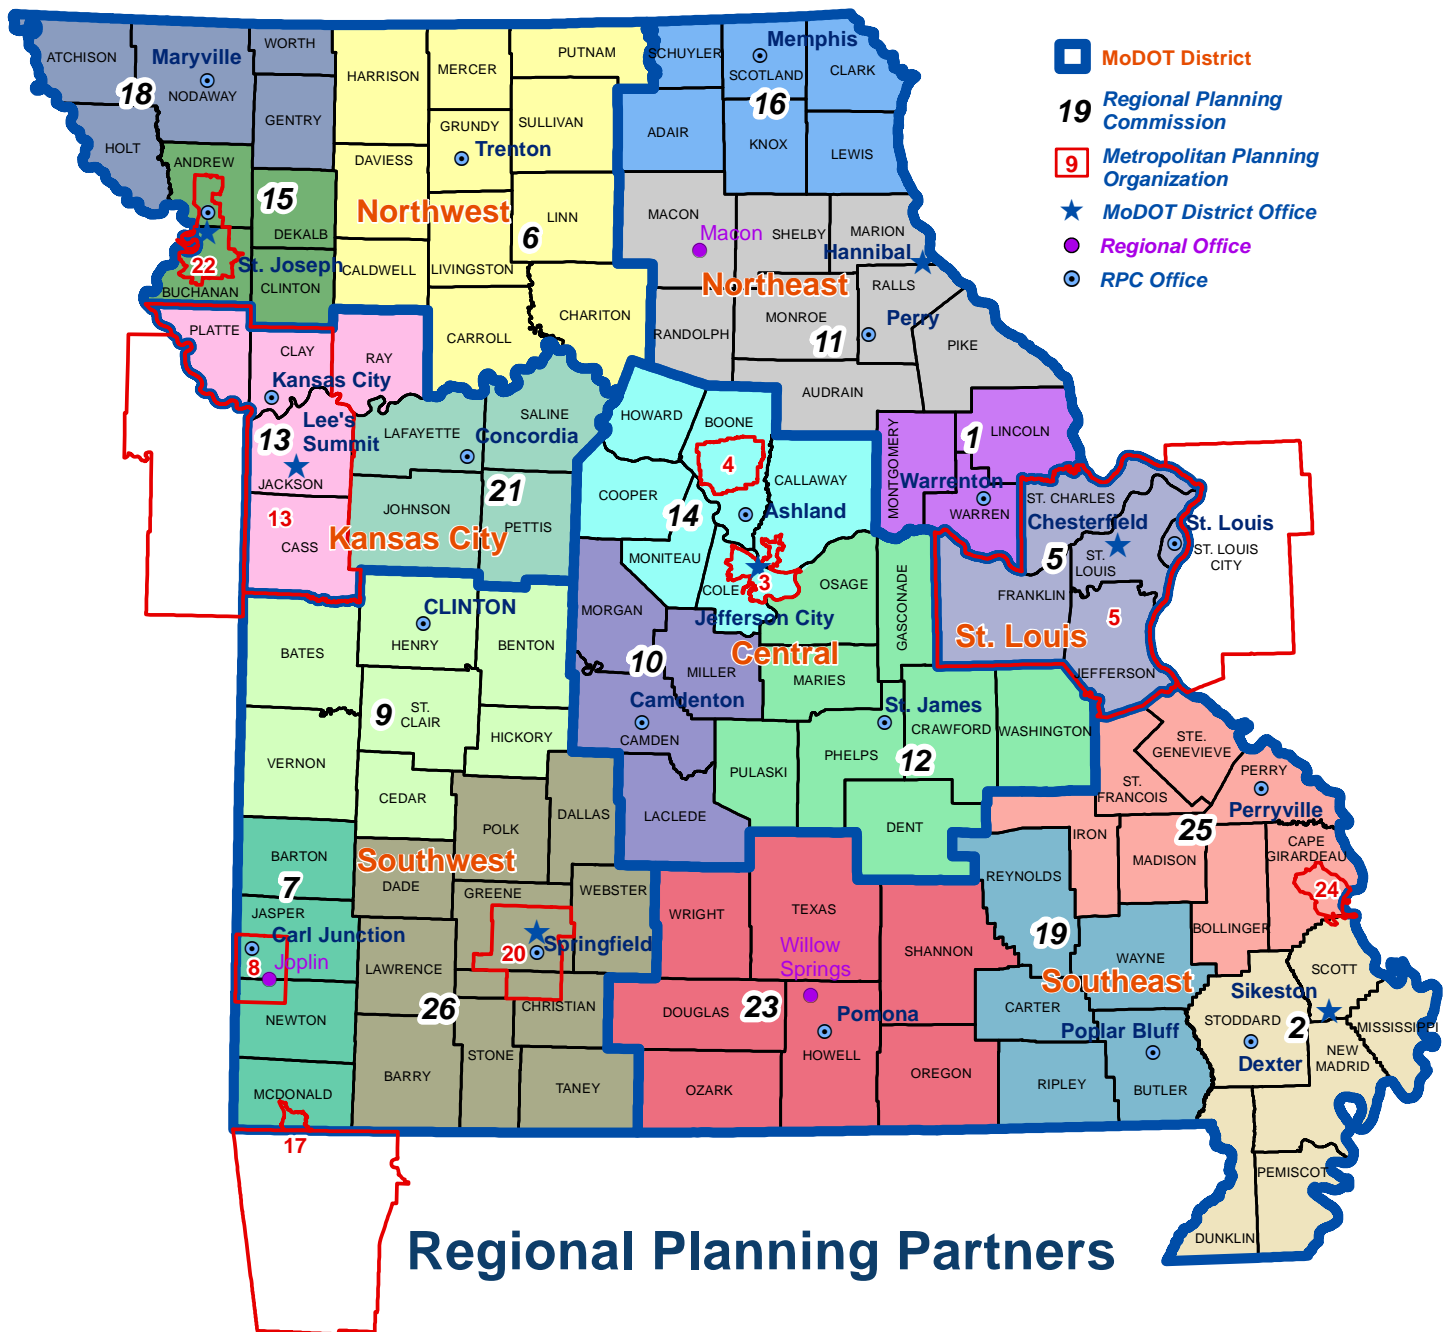 ATCHISON
Maryville
NODAWAY
WORTH
18
HOLT
GENTRY
HARRISON
MERCER
PUTNAM
GRUNDY
SULLIVAN
Trenton
DAVIESS
Northwest
LINN
6
ANDREW
15
DEKALB
22
St. Joseph
BUCHANAN
CLINTON
CALDWELL
LIVINGSTON
CARROLL
CHARITON
SCHUYLER
Memphis
SCOTLAND
CLARK
16
ADAIR
KNOX
LEWIS
MACON
Macon
SHELBY
MARION
Hannibal
Northeast
RALLS
MONROE
RANDOLPH
11
Perry
PIKE
AUDRAIN
MoDOT District
19
Regional Planning
Commission
9
Metropolitan Planning
Organization
MoDOT District Office
Regional Office
RPC Office
PLATTE
CLAY
RAY
Kansas City
Lee's
Summit
13
JACKSON
13
CASS
LAFAYETTE
SALINE
Concordia
21
JOHNSON
PETTIS
Kansas City
HOWARD
BOONE
4
COOPER
CALLAWAY
14
Ashland
MONITEAU
COLE
3
OSAGE
Jefferson City
Central
MONTGOMERY
1
LINCOLN
Warrenton
WARREN
ST. CHARLES
Chesterfield
St. Louis
ST. LOUIS
CITY
5
ST.
LOUIS
FRANKLIN
5
St. Louis
JEFFERSON
GASCONADE
MORGAN
10
MILLER
MARIES
Camdenton
CAMDEN
LACLEDE
St. James
PHELPS
CRAWFORD
WASHINGTON
12
PULASKI
DENT
CLINTON
HENRY
BATES
BENTON
9
ST.
CLAIR
HICKORY
VERNON
CEDAR
DALLAS
POLK
BARTON
Southwest
7
DADE
GREENE
WEBSTER
JASPER
Carl Junction
8
Joplin
20
Springfield
LAWRENCE
NEWTON
26
CHRISTIAN
STONE
BARRY
TANEY
MCDONALD
17
WRIGHT
TEXAS
Willow
Springs
SHANNON
DOUGLAS
23
Pomona
HOWELL
OZARK
OREGON
STE.
GENEVIEVE
PERRY
ST.
FRANCOIS
Perryville
25
IRON
MADISON
CAPE
GIRARDEAU
24
BOLLINGER
REYNOLDS
19
WAYNE
Southeast
CARTER
Poplar Bluff
RIPLEY
BUTLER
SCOTT
Sikeston
STODDARD
2
MISSISSIPPI
Dexter
NEW
MADRID
PEMISCOT
DUNKLIN
Regional Planning Partners